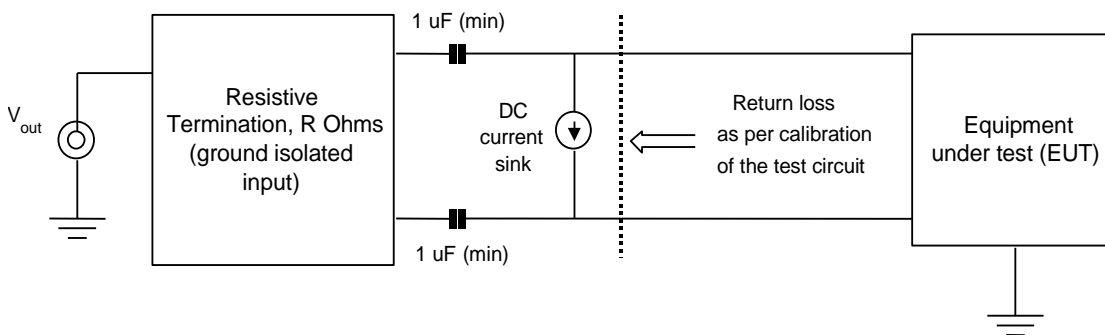 1 uF (min)
V out
Resistive
Termination, R Ohms
(ground isolated
input)
DC
current
sink
Return loss
as per calibration
of the test circuit
Equipment
under test (EUT)
1 uF (min)